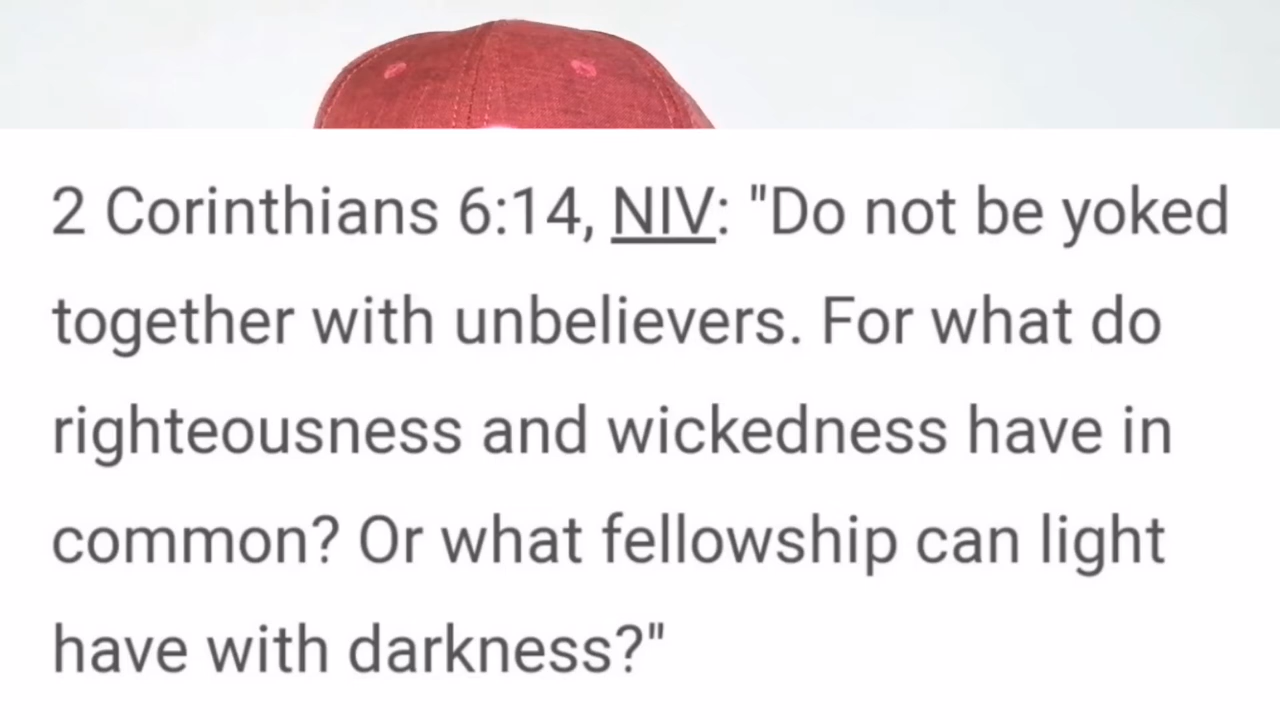 2 Corinthians 6:14, NIV: "Do not be yoked
together with unbelievers. For what do
righteousness and wickedness have in
common? Or what fellowship can light
have with darkness?"